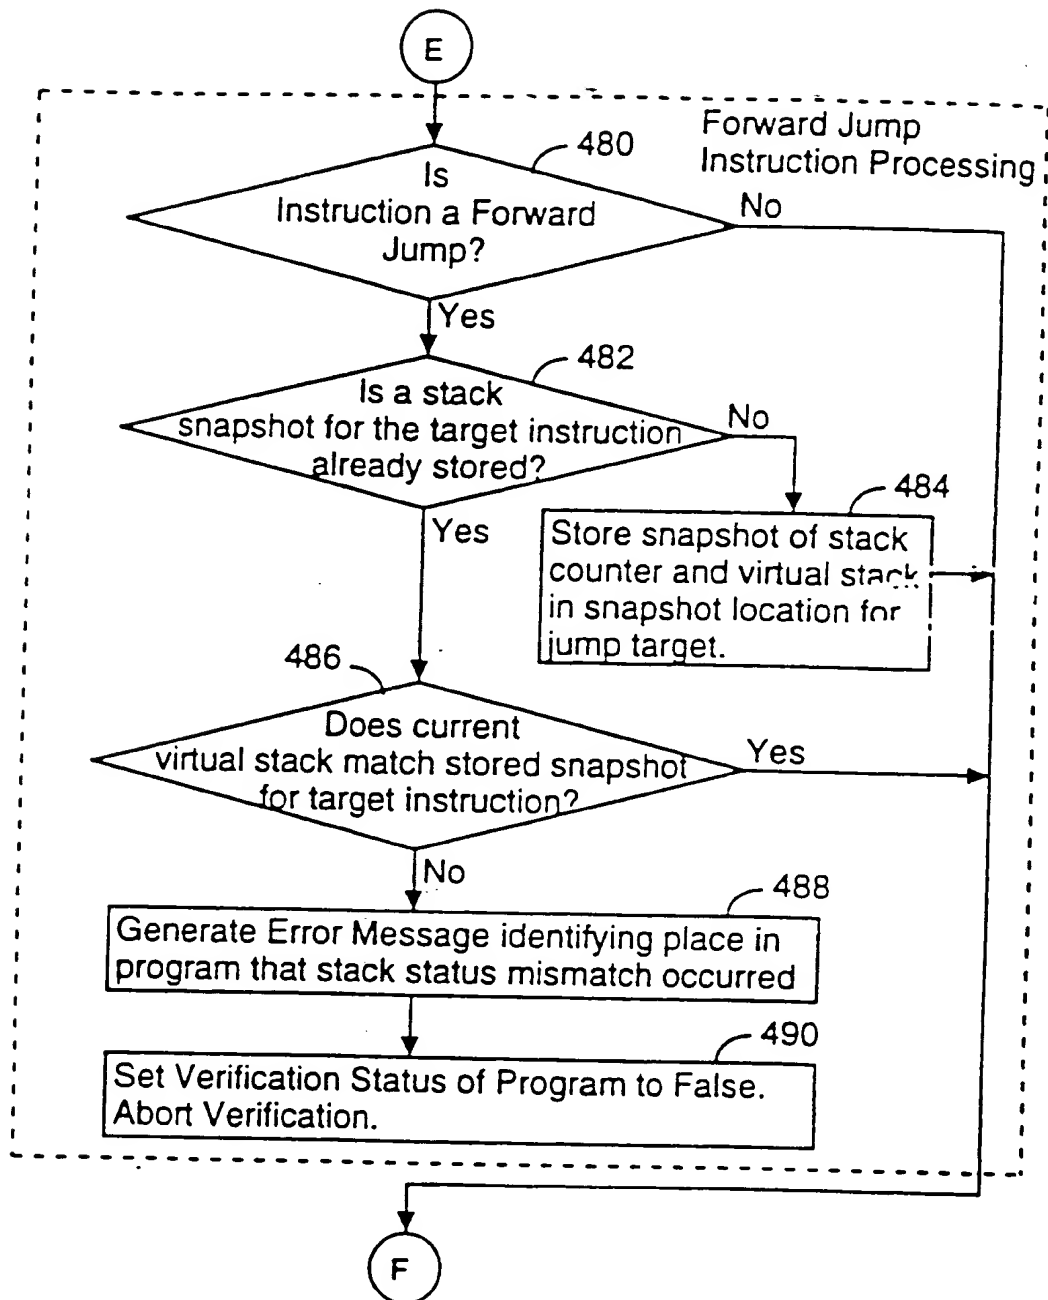 E
Forward Jump
Instruction Processing
480
Is
Instruction a Forward
Jump?
No
Yes
482
Is a stack
snapshot for the target instruction
already stored?
No
Yes
484
Store snapshot of stack
counter and virtual stack
in snapshot location for
jump target.
486
Does current
virtual stack match stored snapshot
for target instruction?
Yes
No
488
Generate Error Message identifying place in
program that stack status mismatch occurred
490
Set Verification Status of Program to False.
Abort Verification.
F